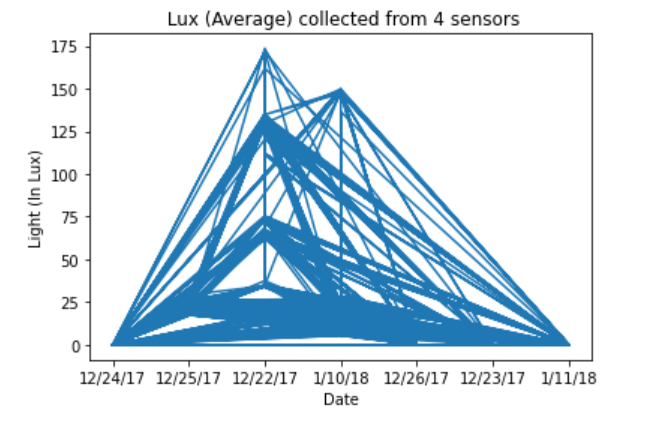 Lux (Average) collected from 4 sensors
175
150
125
100
75
50
25
0
Light (In Lux)
12/24/17 12/25/17 12/22/17 1/10/18 12/26/17 12/23/17 1/11/18
Date